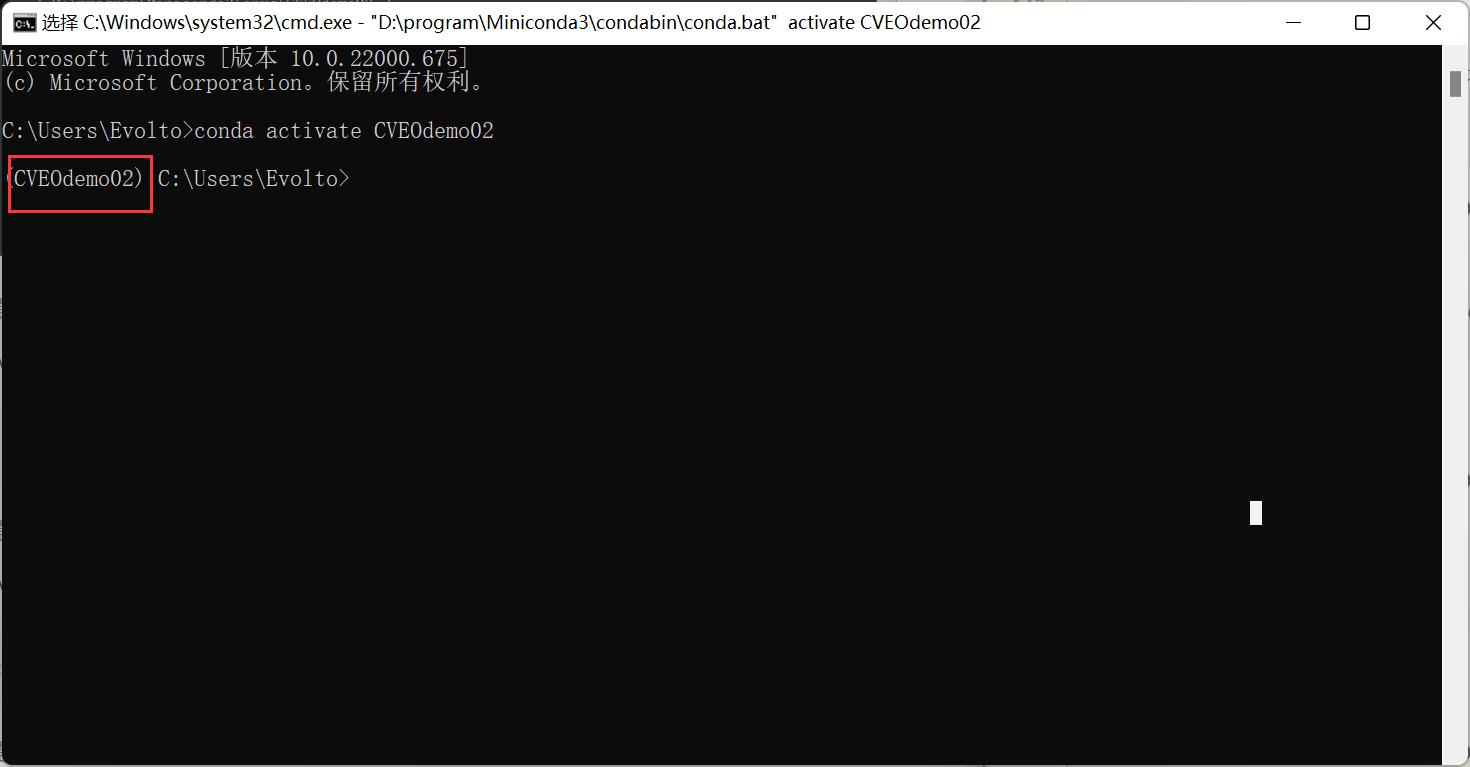 选择 C:\Windows\system32\cmd.exe - "D:\program\Miniconda3\condabin\conda.bat"  activate CVEOdemo02
Microsoft Windows [版本 10.0.22000.675]
(c) Microsoft Corporation。保留所有权利。
C:\Users\Evolto>conda activate CVEOdemo02
(CVEOdemo02) C:\Users\Evolto>